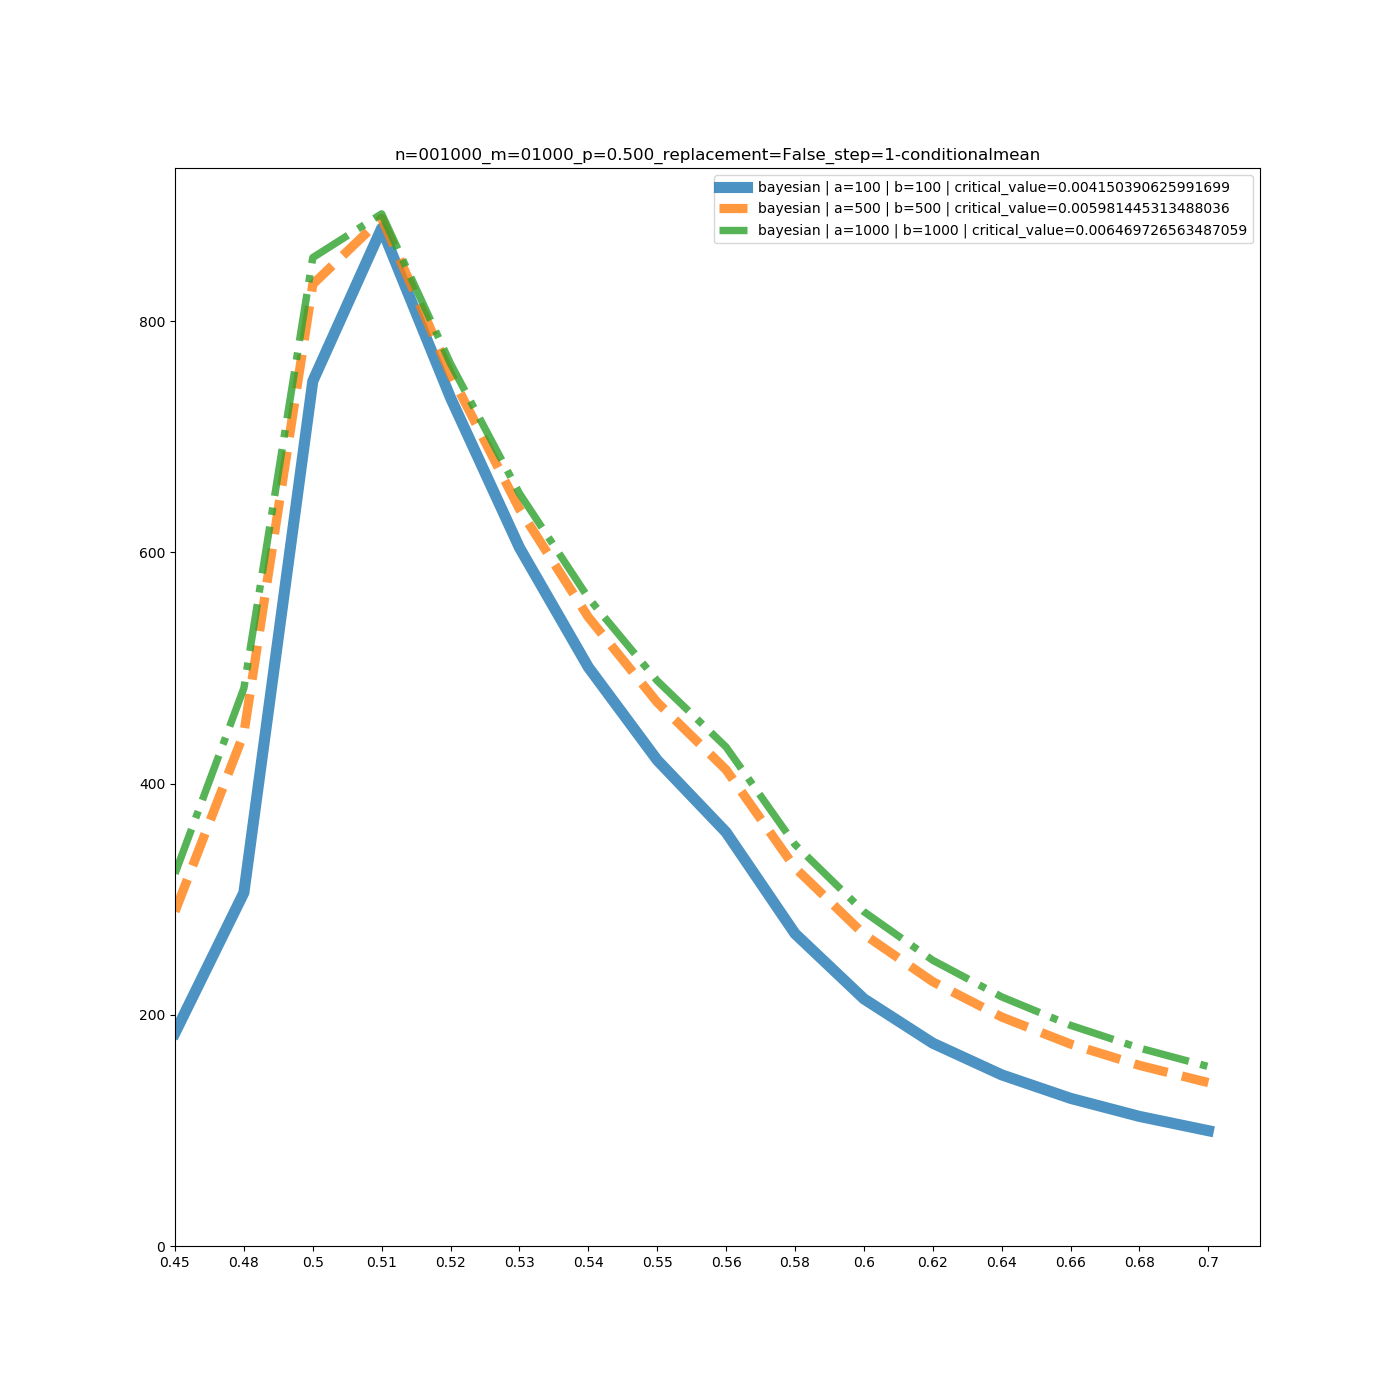 n=001000_m=01000_p=0.500_replacement=False_step=1-conditionalmean
bayesian | a=100 | b=100 | critical_value=0.004150390625991699
bayesian | a=500 | b=500 | critical_value=0.005981445313488036
bayesian | a=1000 | b=1000 | critical_value=0.006469726563487059
800
600
400
200
0
0.45 0.48 0.5 0.51 0.52 0.53 0.54 0.55 0.56 0.58 0.6 0.62 0.64 0.66 0.68 0.7